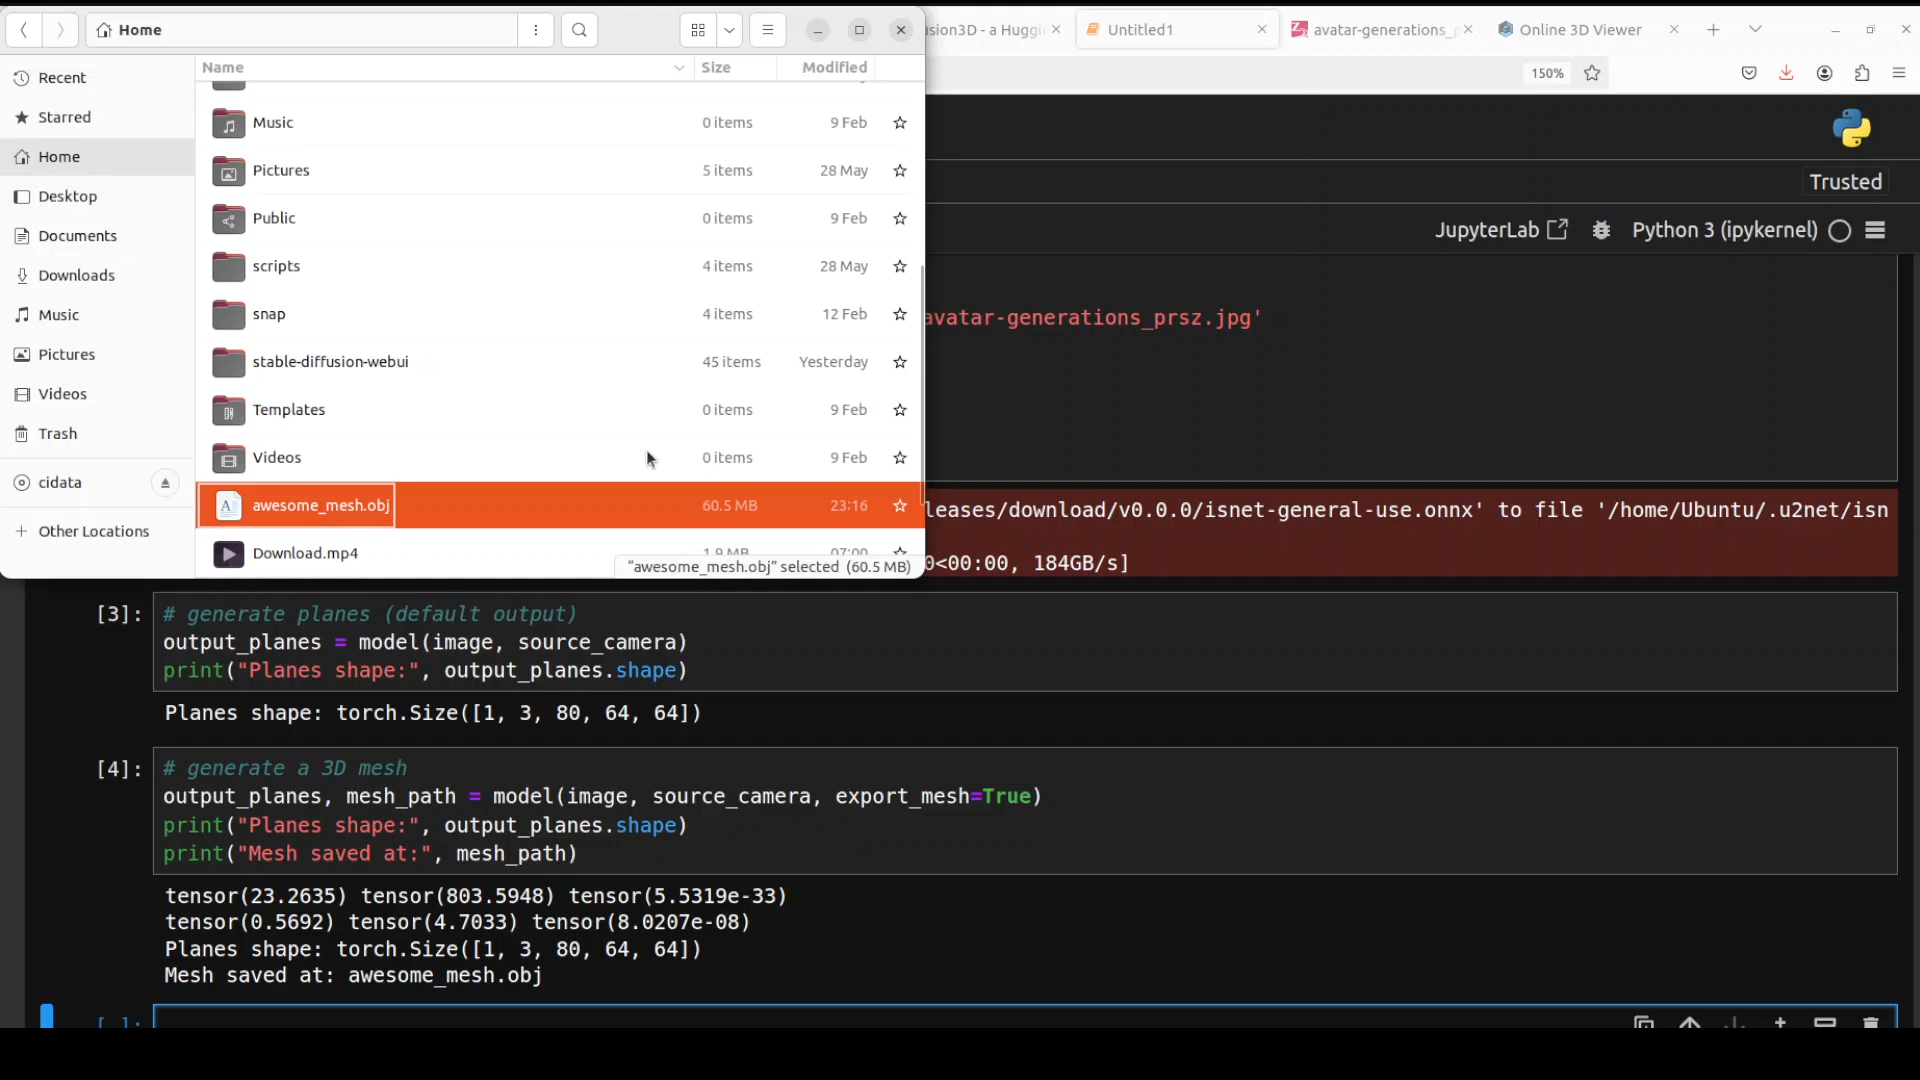 Home
usion3D - a Huggi
Untitled1
avatar-generations_p
Online 3D Viewer
150%
Recent
Starred
Home
Desktop
Documents
Downloads
Music
Pictures
Videos
Trash
cidata
Other Locations
Name Size Modified
Music 0 items 9 Feb
Pictures 5 items 28 May
Public 0 items 9 Feb
scripts 4 items 28 May
snap 4 items 12 Feb
stable-diffusion-webui 45 items Yesterday
Templates 0 items 9 Feb
Videos 0 items 9 Feb
awesome_mesh.obj 60.5 MB 23:16
Download.mp4 1.9 MB 07:00
"awesome_mesh.obj" selected (60.5 MB)
Trusted
JupyterLab Python 3 (ipykernel)
avatar-generations_prsz.jpg'
leases/download/v0.0.0/isnet-general-use.onnx' to file '/home/Ubuntu/.u2net/isn
0<00:00, 184GB/s]
[3]: # generate planes (default output)
output_planes = model(image, source_camera)
print("Planes shape:", output_planes.shape)
Planes shape: torch.Size([1, 3, 80, 64, 64])
[4]: # generate a 3D mesh
output_planes, mesh_path = model(image, source_camera, export_mesh=True)
print("Planes shape:", output_planes.shape)
print("Mesh saved at:", mesh_path)
tensor(23.2635) tensor(803.5948) tensor(5.5319e-33)
tensor(0.5692) tensor(4.7033) tensor(8.0207e-08)
Planes shape: torch.Size([1, 3, 80, 64, 64])
Mesh saved at: awesome_mesh.obj
[ ]: